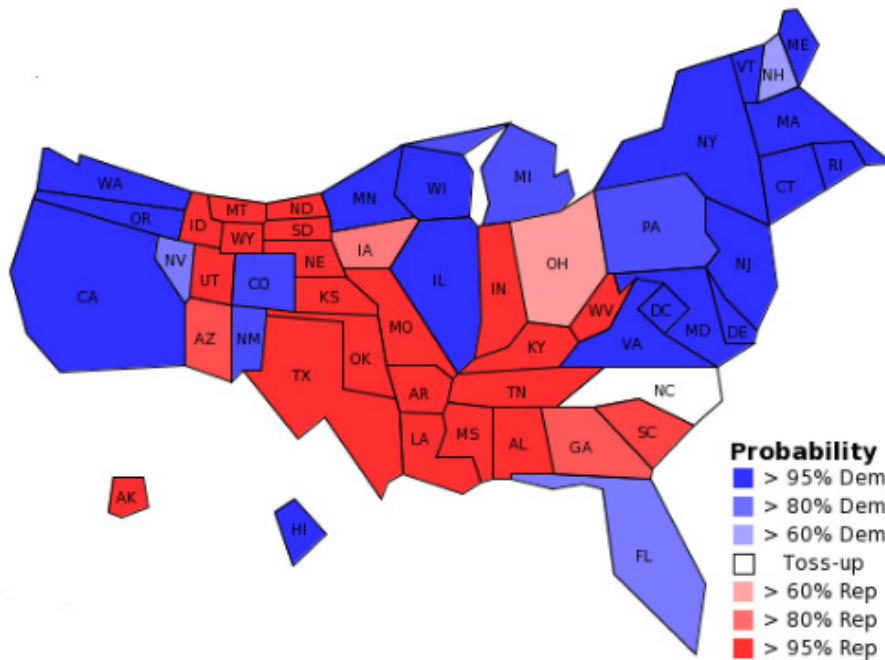 ME
VT
NH
MA
NY
RI
CT
WA
MT
ND
MN
WI
MI
OR
ID
SD
PA
WY
IA
NV
NE
OH
NJ
UT
CO
IL
IN
CA
KS
WV
DC
MD
DE
MO
VA
AZ
NM
KY
OK
TX
NC
AR
TN
LA
MS
AL
GA
SC
AK
HI
FL
Probability
> 95% Dem
> 80% Dem
> 60% Dem
Toss-up
> 60% Rep
> 80% Rep
> 95% Rep